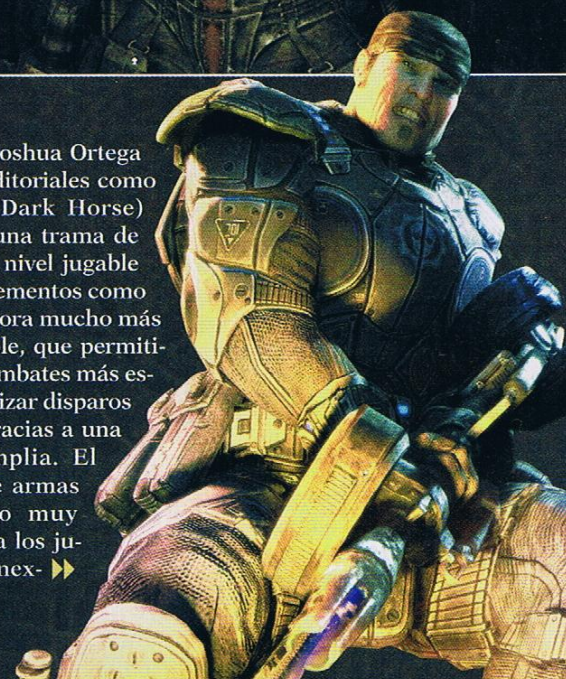 oshua Ortega
ditoriales como
Dark Horse)
una trama de
nivel jugable
ementos como
ora mucho más
le, que permiti-
mbates más es-
izar disparos
racias a una
mplia. El
e armas
o muy
a los ju-
nex-